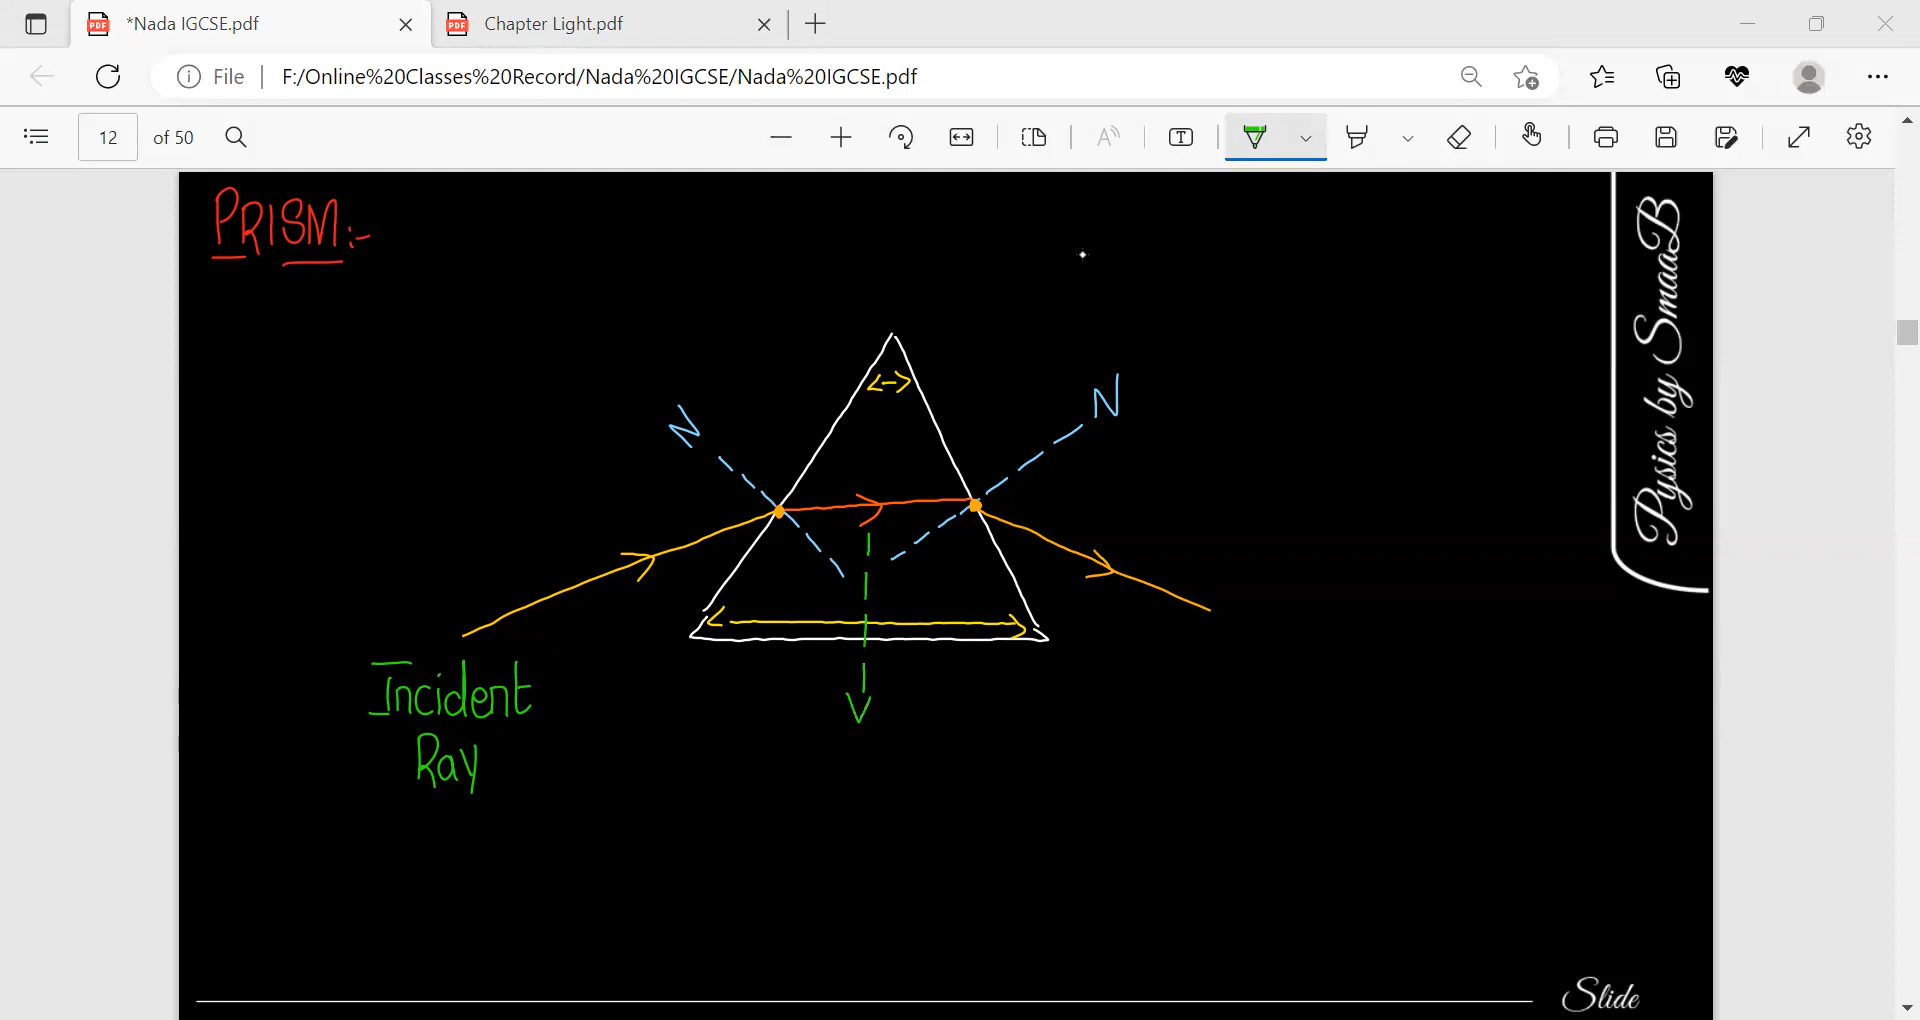 *Nada IGCSE.pdf
Chapter Light.pdf
File
F:/Online%20Classes%20Record/Nada%20IGCSE/Nada%20IGCSE.pdf
12 of 50
PRISM:-
N
N
Incident
Ray
Pysics by SmaaB
Slide